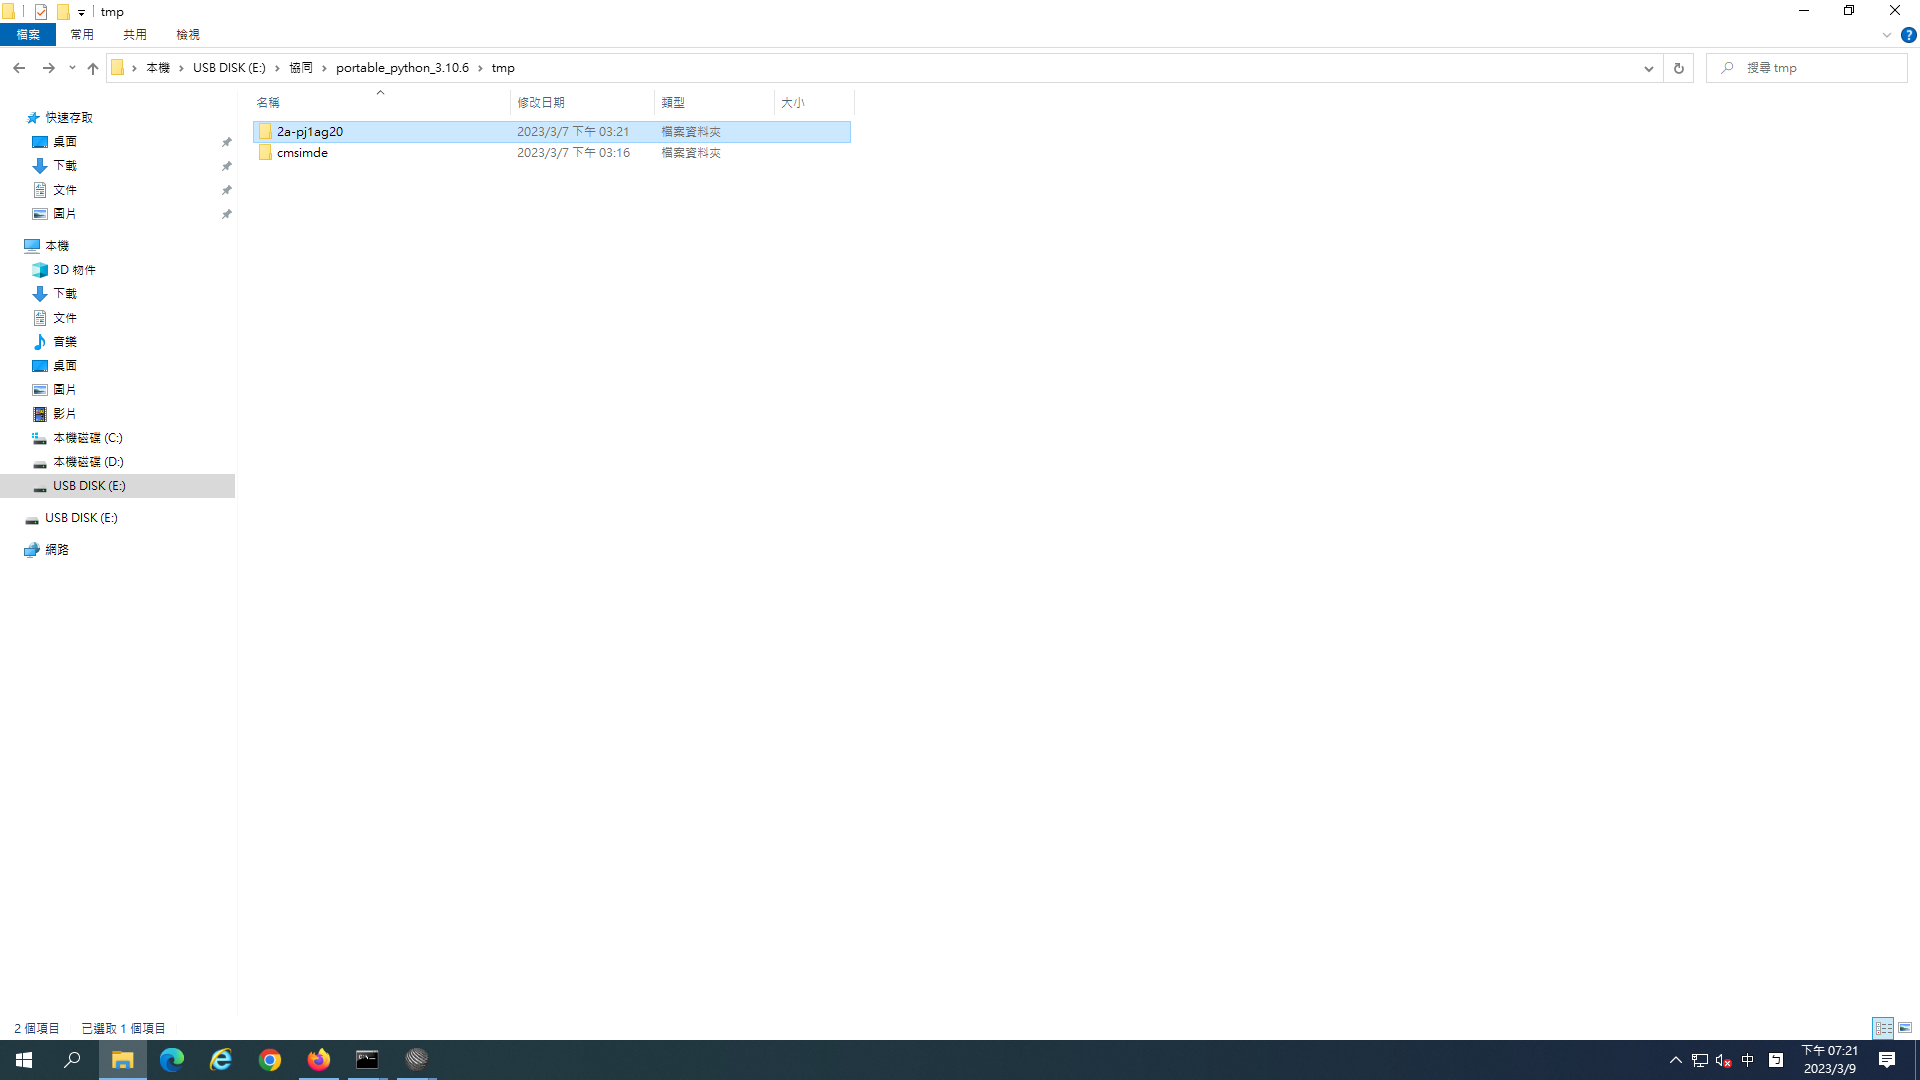 tmp
檔案 常用 共用 檢視
本機 USB DISK (E:) 協同 portable_python_3.10.6 tmp
搜尋 tmp
名稱 修改日期 類型 大小
2a-pj1ag20 2023/3/7 下午 03:21 檔案資料夾
cmsimde 2023/3/7 下午 03:16 檔案資料夾
快速存取
桌面
下載
文件
圖片
本機
3D 物件
下載
文件
音樂
桌面
圖片
影片
本機磁碟 (C:)
本機磁碟 (D:)
USB DISK (E:)
USB DISK (E:)
網路
2 個項目 已選取 1 個項目
中
下午 07:21
2023/3/9